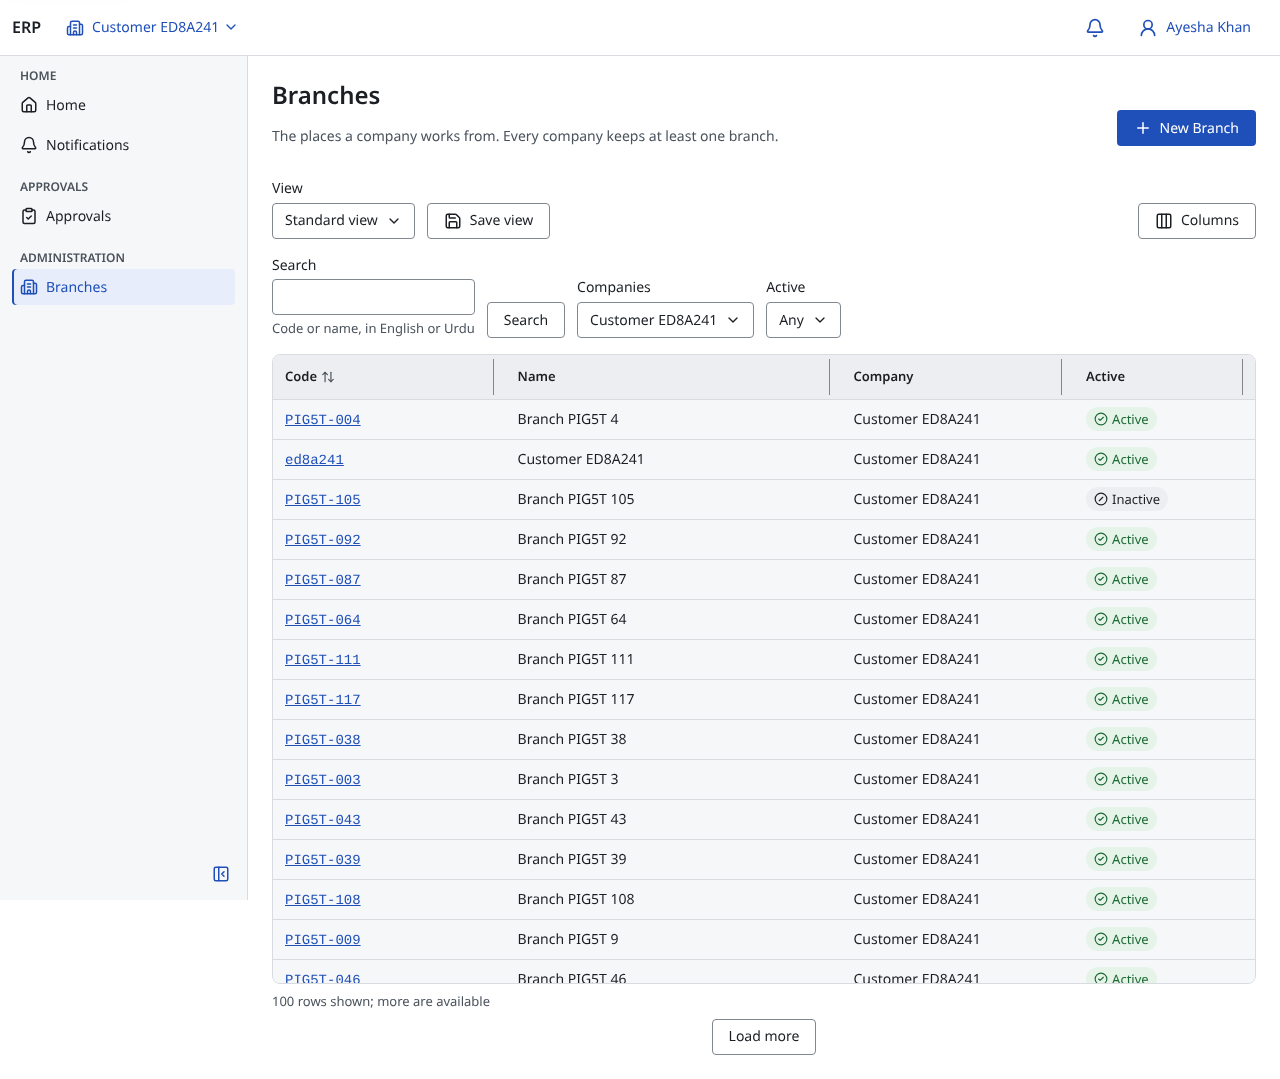 ERP
Customer ED8A241
Ayesha Khan
HOME
Home
Notifications
APPROVALS
Approvals
ADMINISTRATION
Branches
Branches
The places a company works from. Every company keeps at least one branch.
New Branch
View
Standard view
Save view
Columns
Search
Code or name, in English or Urdu
Search
Companies
Customer ED8A241
Active
Any
Code Name Company Active
PIG5T-004 Branch PIG5T 4 Customer ED8A241 Active
ed8a241 Customer ED8A241 Customer ED8A241 Active
PIG5T-105 Branch PIG5T 105 Customer ED8A241 Inactive
PIG5T-092 Branch PIG5T 92 Customer ED8A241 Active
PIG5T-087 Branch PIG5T 87 Customer ED8A241 Active
PIG5T-064 Branch PIG5T 64 Customer ED8A241 Active
PIG5T-111 Branch PIG5T 111 Customer ED8A241 Active
PIG5T-117 Branch PIG5T 117 Customer ED8A241 Active
PIG5T-038 Branch PIG5T 38 Customer ED8A241 Active
PIG5T-003 Branch PIG5T 3 Customer ED8A241 Active
PIG5T-043 Branch PIG5T 43 Customer ED8A241 Active
PIG5T-039 Branch PIG5T 39 Customer ED8A241 Active
PIG5T-108 Branch PIG5T 108 Customer ED8A241 Active
PIG5T-009 Branch PIG5T 9 Customer ED8A241 Active
PIG5T-046 Branch PIG5T 46 Customer ED8A241 Active
100 rows shown; more are available
Load more